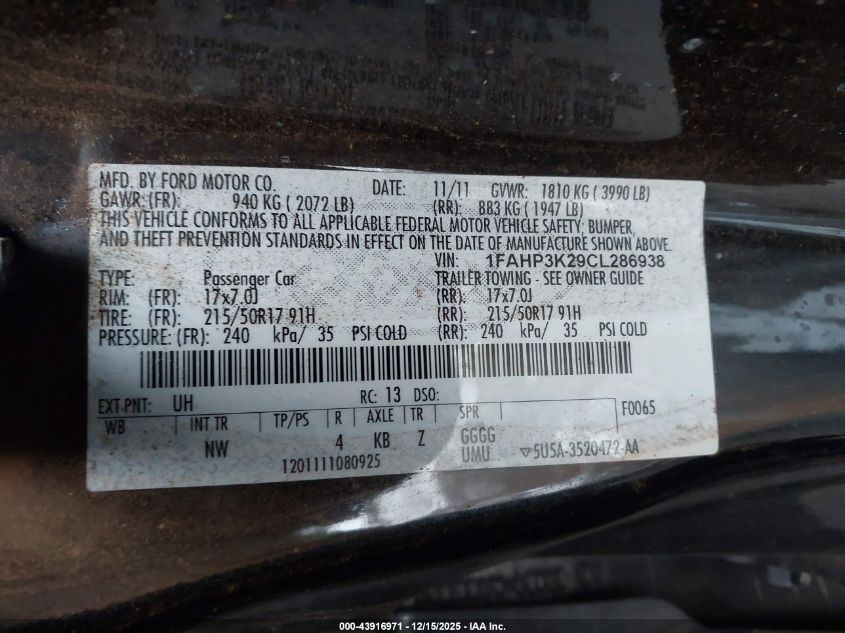 MFD. BY FORD MOTOR CO. DATE: 11/11 GVWR: 1810 KG ( 3990 LB)
GAWR: (FR): 940 KG ( 2072 LB) (RR): 883 KG ( 1947 LB)
THIS VEHICLE CONFORMS TO ALL APPLICABLE FEDERAL MOTOR VEHICLE SAFETY, BUMPER,
AND THEFT PREVENTION STANDARDS IN EFFECT ON THE DATE OF MANUFACTURE SHOWN ABOVE.
VIN: 1FAHP3K29CL286938
TYPE: Passenger Car TRAILER TOWING - SEE OWNER GUIDE
RIM: (FR): 17x7.0J (RR): 17x7.0J
TIRE: (FR): 215/50R17 91H (RR): 215/50R17 91H
PRESSURE: (FR): 240 kPa/ 35 PSI COLD (RR): 240 kPa/ 35 PSI COLD
EXT PNT: UH RC: 13 DSO: F0065
WB INT TR TP/PS R AXLE TR SPR
NW 4 KB Z GGGG
UMU
1201111080925 ▽5U5A-3520472-AA
000-43916971 - 12/15/2025 - IAA Inc.